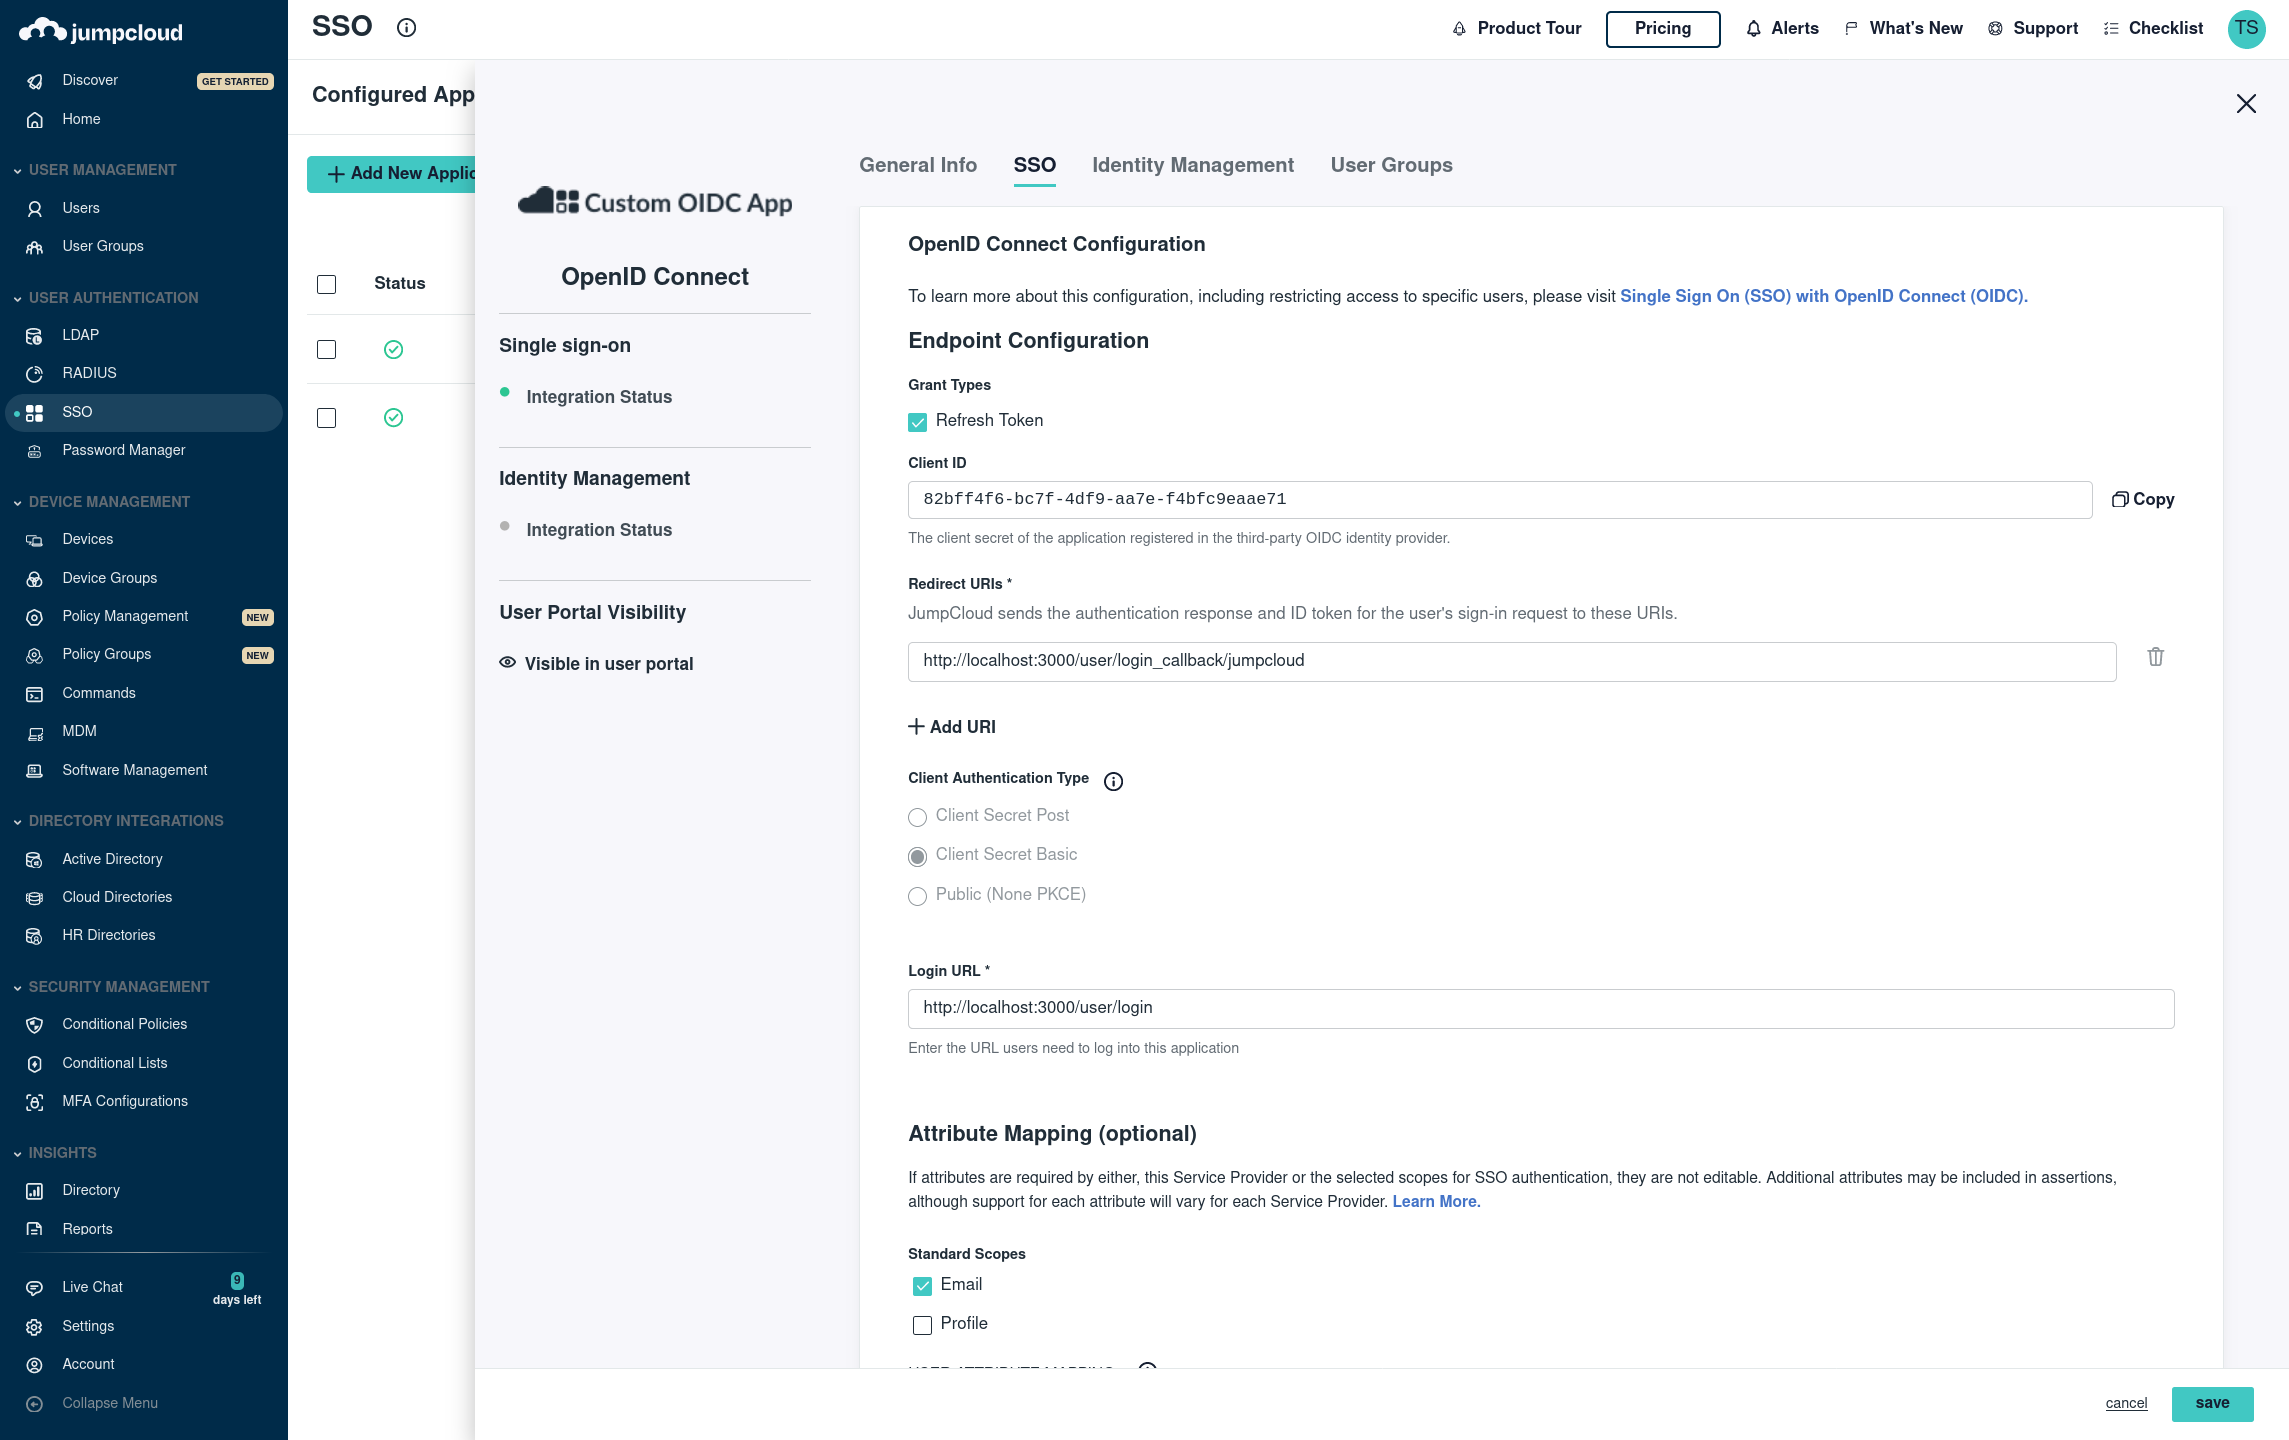 jumpcloud
Discover
GET STARTED
Home
USER MANAGEMENT
Users
User Groups
USER AUTHENTICATION
LDAP
RADIUS
SSO
Password Manager
DEVICE MANAGEMENT
Devices
Device Groups
Policy Management
NEW
Policy Groups
NEW
Commands
MDM
Software Management
DIRECTORY INTEGRATIONS
Active Directory
Cloud Directories
HR Directories
SECURITY MANAGEMENT
Conditional Policies
Conditional Lists
MFA Configurations
INSIGHTS
Directory
Reports
Live Chat
9
days left
Settings
Account
Collapse Menu
SSO
Product Tour
Pricing
Alerts
What's New
Support
Checklist
TS
Configured App
Add New Applic
Status
Custom OIDC App
OpenID Connect
Single sign-on
Integration Status
Identity Management
Integration Status
User Portal Visibility
Visible in user portal
General Info
SSO
Identity Management
User Groups
OpenID Connect Configuration
To learn more about this configuration, including restricting access to specific users, please visit Single Sign On (SSO) with OpenID Connect (OIDC).
Endpoint Configuration
Grant Types
Refresh Token
Client ID
82bff4f6-bc7f-4df9-aa7e-f4bfc9eaae71
Copy
The client secret of the application registered in the third-party OIDC identity provider.
Redirect URIs *
JumpCloud sends the authentication response and ID token for the user's sign-in request to these URIs.
http://localhost:3000/user/login_callback/jumpcloud
Add URI
Client Authentication Type
Client Secret Post
Client Secret Basic
Public (None PKCE)
Login URL *
http://localhost:3000/user/login
Enter the URL users need to log into this application
Attribute Mapping (optional)
If attributes are required by either, this Service Provider or the selected scopes for SSO authentication, they are not editable. Additional attributes may be included in assertions,
although support for each attribute will vary for each Service Provider. Learn More.
Standard Scopes
Email
Profile
cancel
save